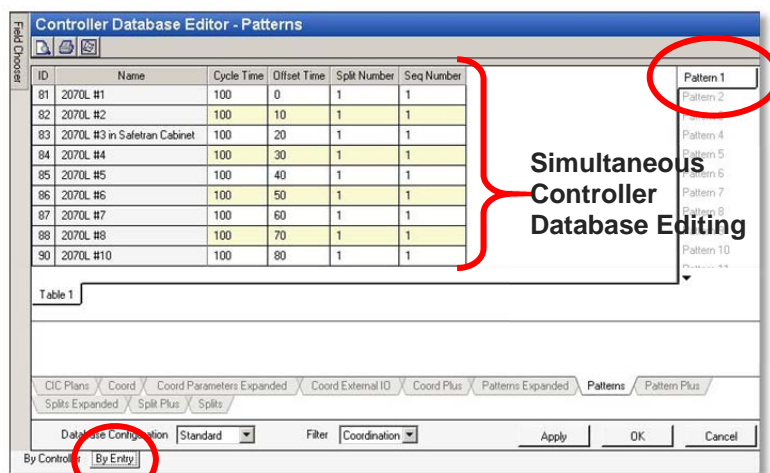 Field Chooser
Controller Database Editor - Patterns
ID Name Cycle Time Offset Time Split Number Seq Number
81 2070L #1 100 0 1 1
82 2070L #2 100 10 1 1
83 2070L #3 in Safetran Cabinet 100 20 1 1
84 2070L #4 100 30 1 1
85 2070L #5 100 40 1 1
86 2070L #6 100 50 1 1
87 2070L #7 100 60 1 1
88 2070L #8 100 70 1 1
90 2070L #10 100 80 1 1
Simultaneous
Controller
Database Editing
Pattern 1
Pattern 2
Pattern 4
Pattern 5
Pattern 6
Pattern 7
Pattern 8
Pattern 10
Table 1
CIC Plans Coord Coord Parameters Expanded Coord External IO Coord Plus Patterns Expanded Patterns Pattern Plus
Splits Expanded Split Plus Splits
Database Configuration Standard Filter Coordination Apply OK Cancel
By Controller By Entry